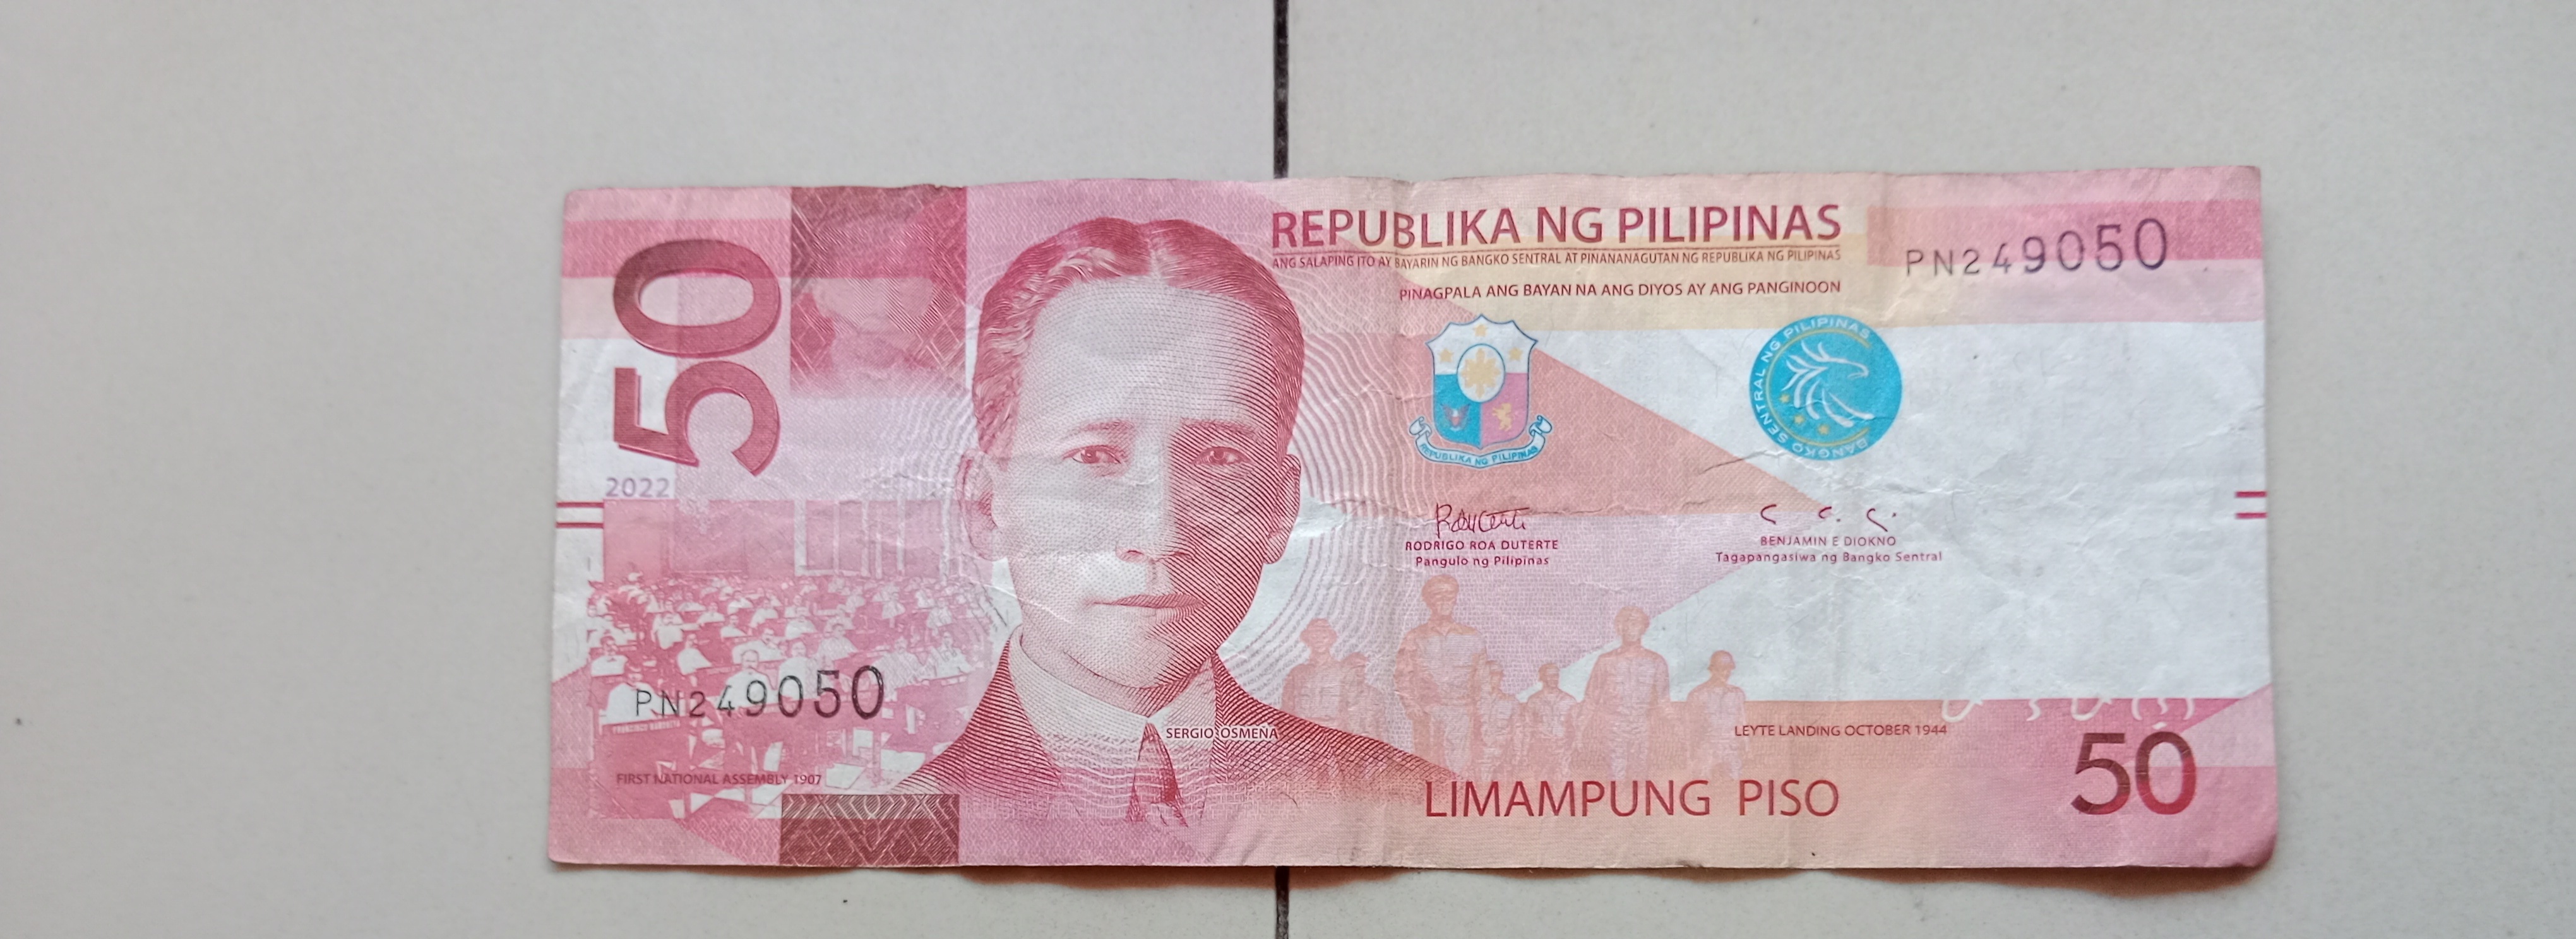 50
2022
PN249050
FIRST NATIONAL ASSEMBLY 1907
SERGIO OSMEÑA
REPUBLIKA NG PILIPINAS
ANG SALAPING ITO AY BAYARIN NG BANGKO SENTRAL AT PINANANAGUTAN NG REPUBLIKA NG PILIPINAS
PINAGPALA ANG BAYAN NA ANG DIYOS AY ANG PANGINOON
PN249050
REPUBLIKA NG PILIPINAS
BANGKO SENTRAL NG PILIPINAS
RODRIGO ROA DUTERTE
Pangulo ng Pilipinas
BENJAMIN E DIOKNO
Tagapangasiwa ng Bangko Sentral
LEYTE LANDING OCTOBER 1944
LIMAMPUNG PISO
50